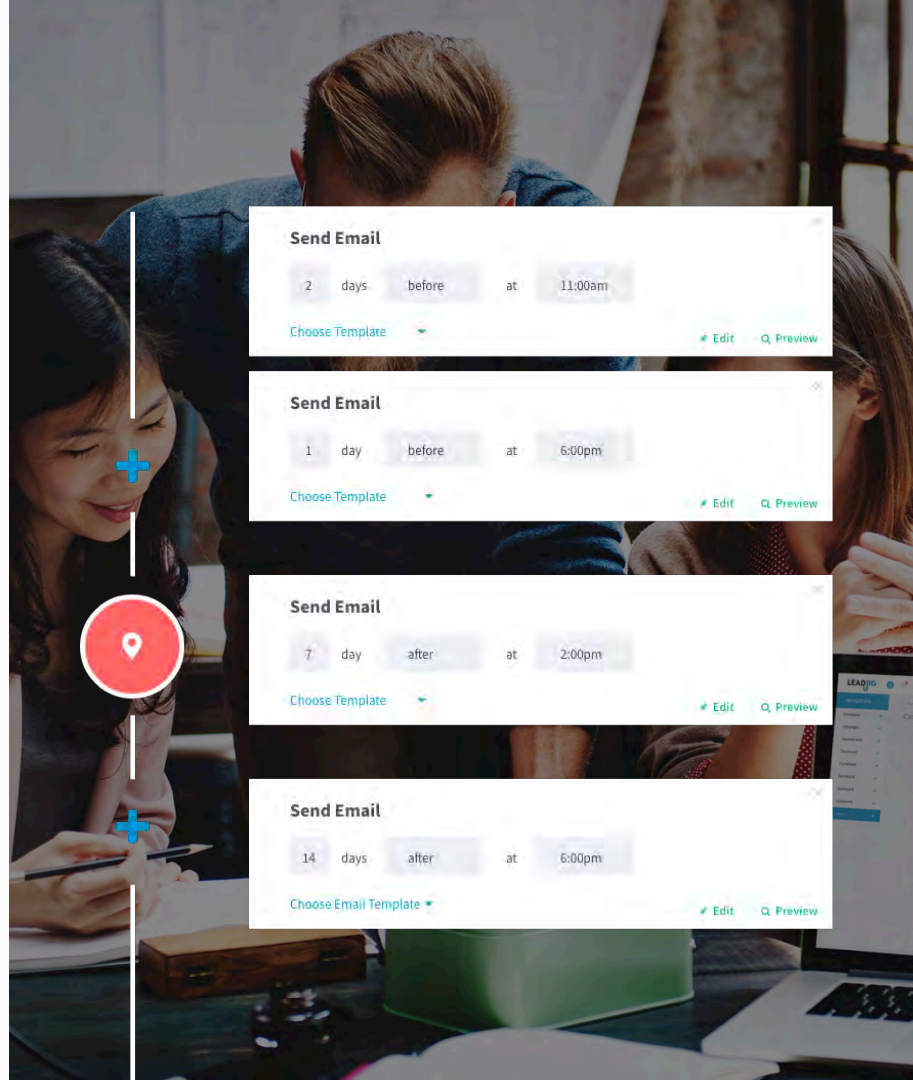 Send Email
2 days before at 11:00am
Choose Template
Edit Preview
Send Email
1 day before at 6:00pm
Choose Template
Edit Preview
Send Email
7 day after at 2:00pm
Choose Template
Edit Preview
LEADJIG
NAVIGATION
Send Email
14 days after at 6:00pm
Choose Email Template
Edit Preview